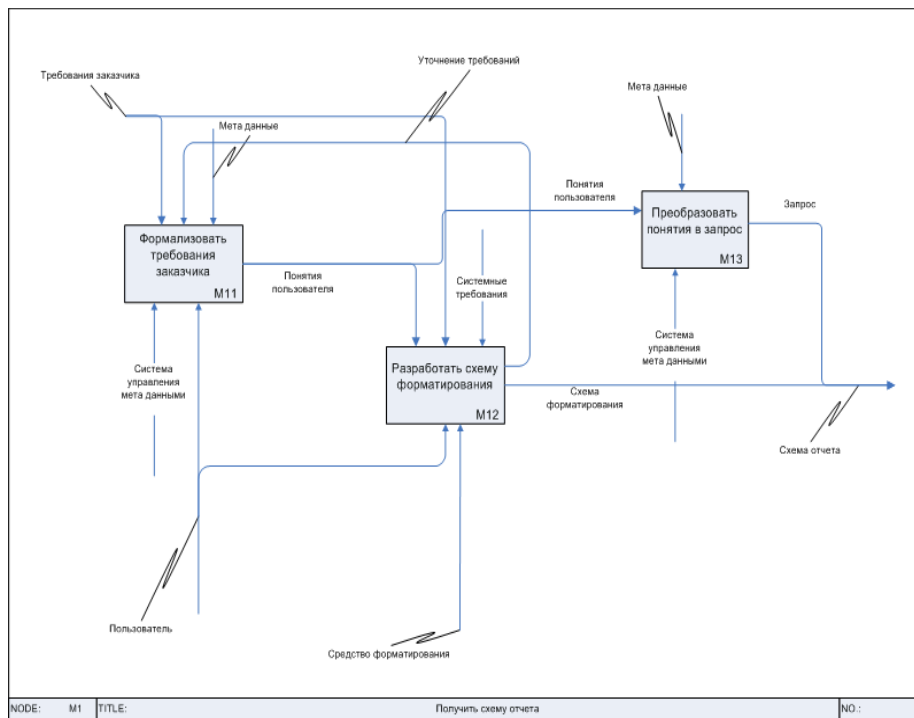 Уточнение требований
Требования заказчика
Мета данные
Мета данные
Понятия
пользователя
Преобразовать
понятия в запрос
M13
Запрос
Формализовать
требования
заказчика
M11
Понятия
пользователя
Системные
требования
Система
управления
мета данными
Система
управления
мета данными
Разработать схему
форматирования
M12
Схема
форматирования
Схема отчета
Пользователь
Средство форматирования
NODE: M1 TITLE: Получить схему отчета NO.: